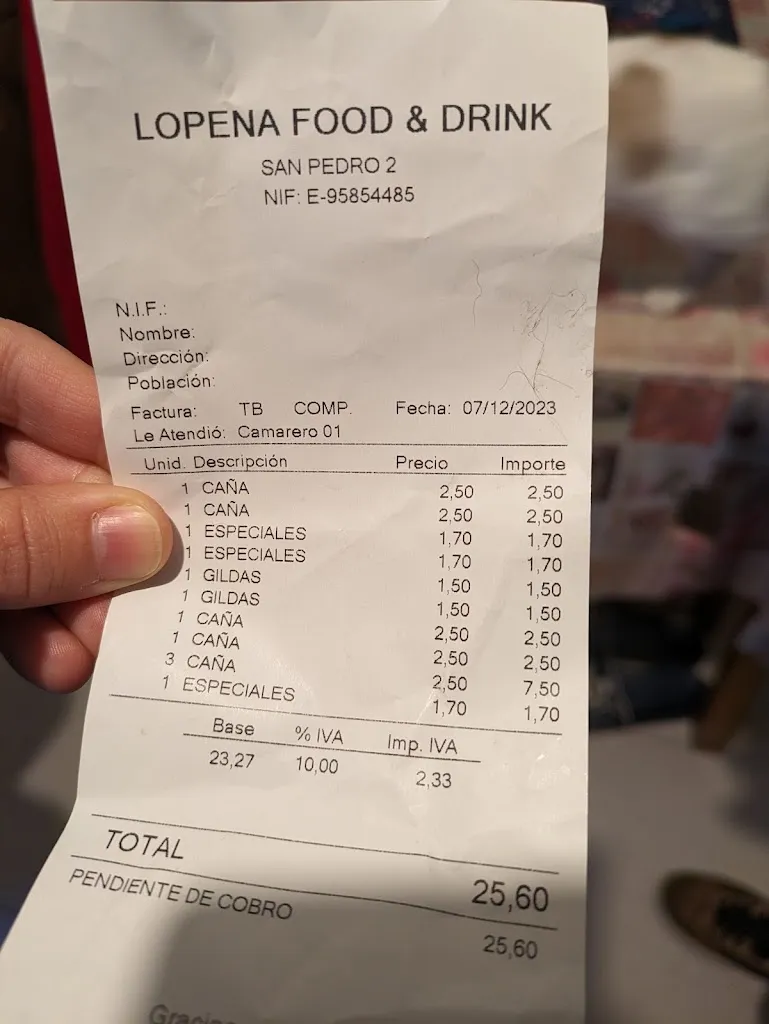 LOPENA FOOD & DRINK
SAN PEDRO 2
NIF: E-95854485
N.I.F.:
Nombre:
Dirección:
Población:
Factura: TB COMP. Fecha: 07/12/2023
Le Atendió: Camarero 01
Unid. Descripción Precio Importe
1 CAÑA 2,50 2,50
1 CAÑA 2,50 2,50
1 ESPECIALES 1,70 1,70
1 ESPECIALES 1,70 1,70
1 GILDAS 1,50 1,50
1 GILDAS 1,50 1,50
1 CAÑA 2,50 2,50
1 CAÑA 2,50 2,50
3 CAÑA 2,50 7,50
1 ESPECIALES 1,70 1,70
Base % IVA Imp. IVA
23,27 10,00 2,33
TOTAL 25,60
PENDIENTE DE COBRO 25,60